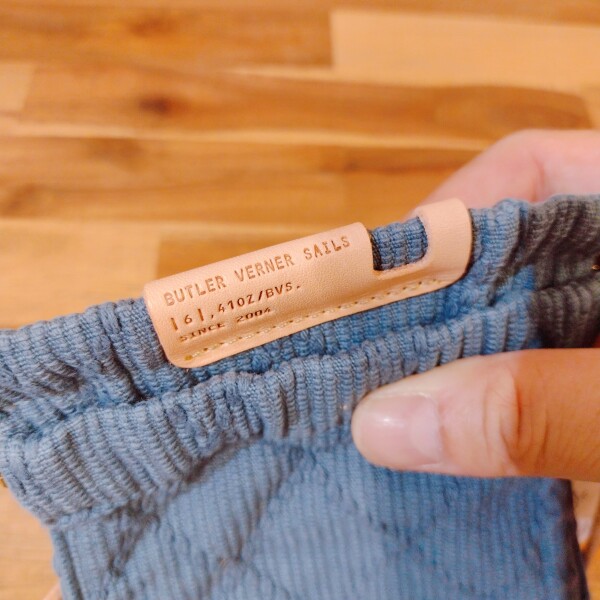 BUTLER VERNER SAILS
|6|.41OZ/BVS.
SINCE 2004